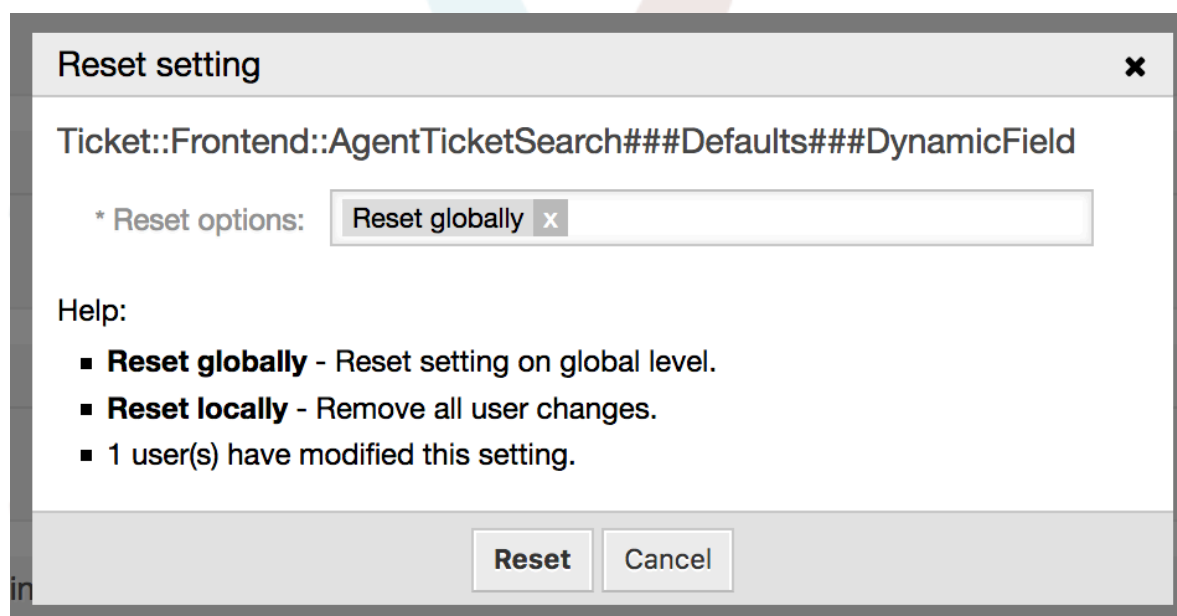 Reset setting ✖
Ticket::Frontend::AgentTicketSearch###Defaults###DynamicField
* Reset options: Reset globally x
Help:
▪ Reset globally - Reset setting on global level.
▪ Reset locally - Remove all user changes.
▪ 1 user(s) have modified this setting.
Reset Cancel
in